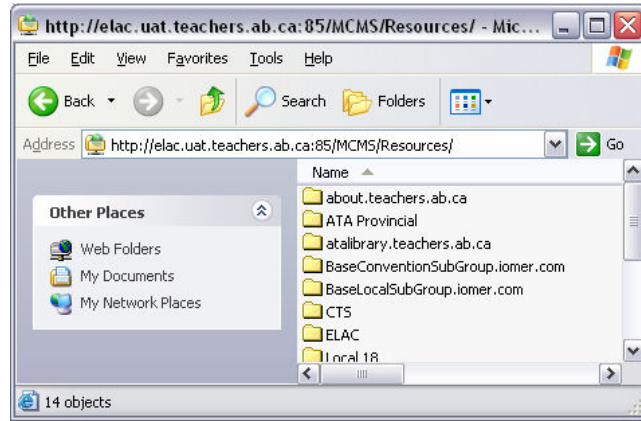 http://elac.uat.teachers.ab.ca:85/MCMS/Resources/ - Mic...
File Edit View Favorites Tools Help
Back Search Folders
Address http://elac.uat.teachers.ab.ca:85/MCMS/Resources/ Go
Name
Other Places
Web Folders
My Documents
My Network Places
about.teachers.ab.ca
ATA Provincial
atalibrary.teachers.ab.ca
BaseConventionSubGroup.iomer.com
BaseLocalSubGroup.iomer.com
CTS
ELAC
Local 18
14 objects